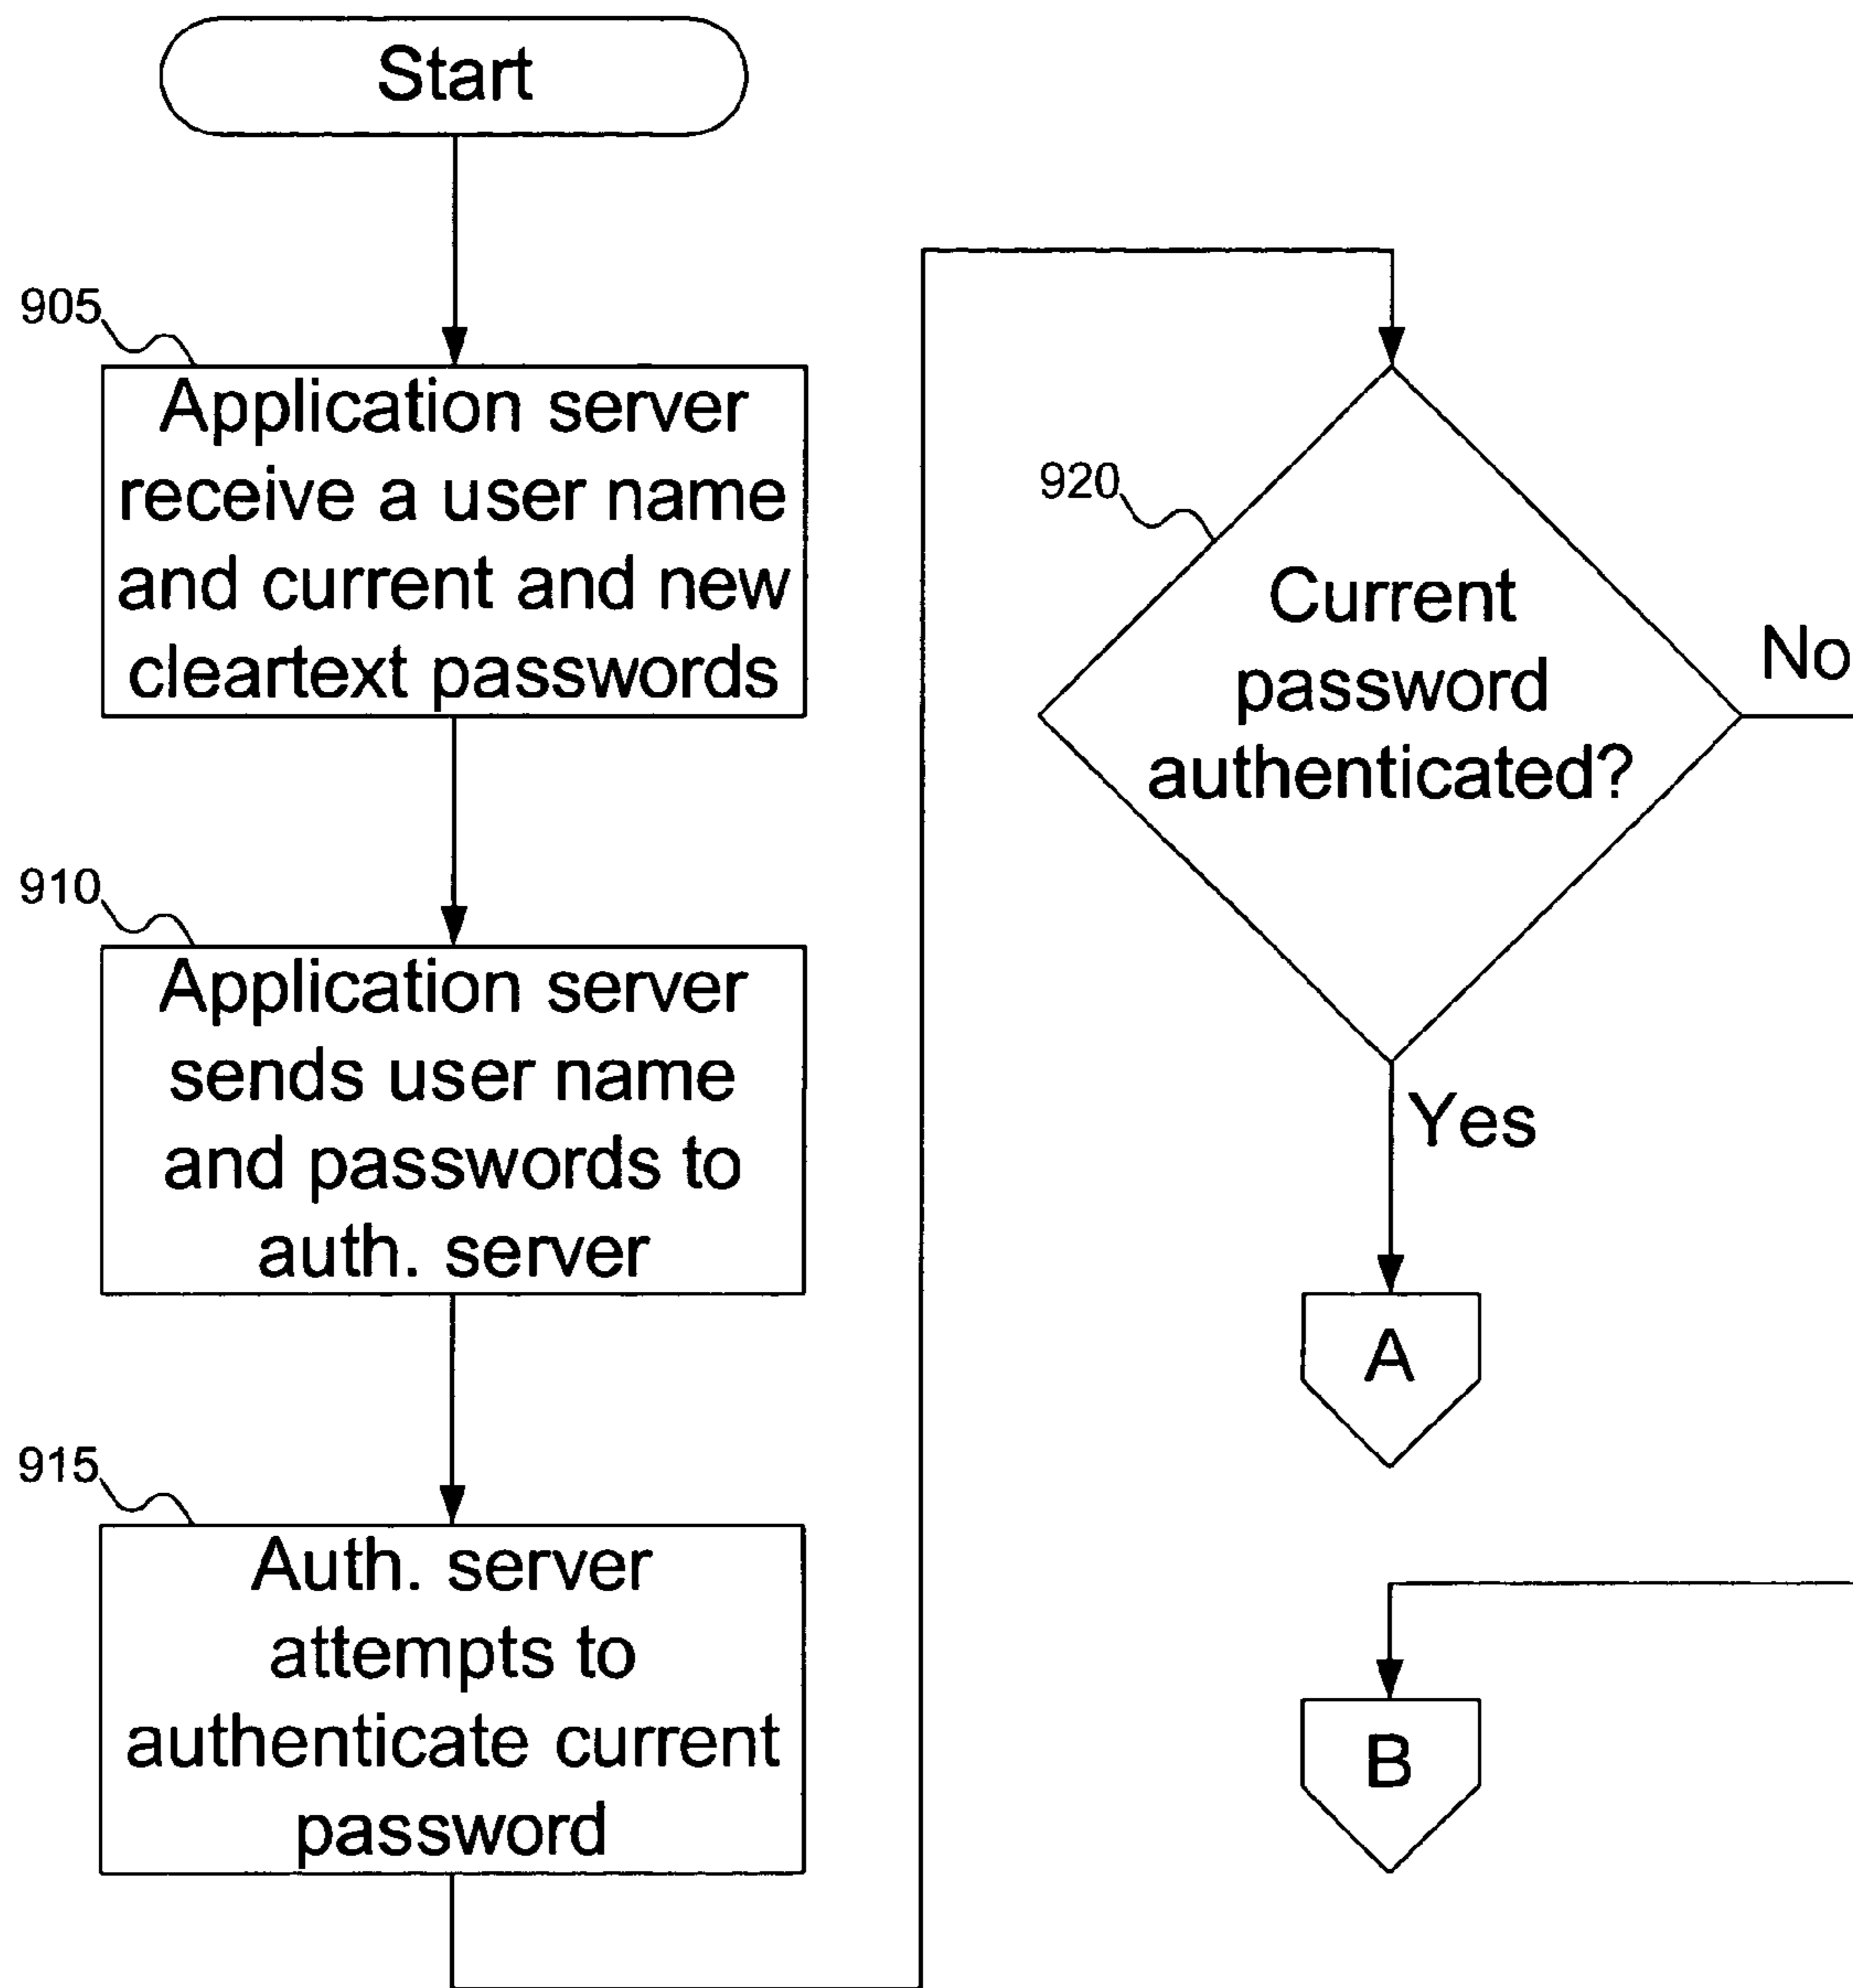 Start
905
Application server
receive a user name
and current and new
cleartext passwords
910
Application server
sends user name
and passwords to
auth. server
915
Auth. server
attempts to
authenticate current
password
920
Current
password
authenticated?
No
Yes
A
B